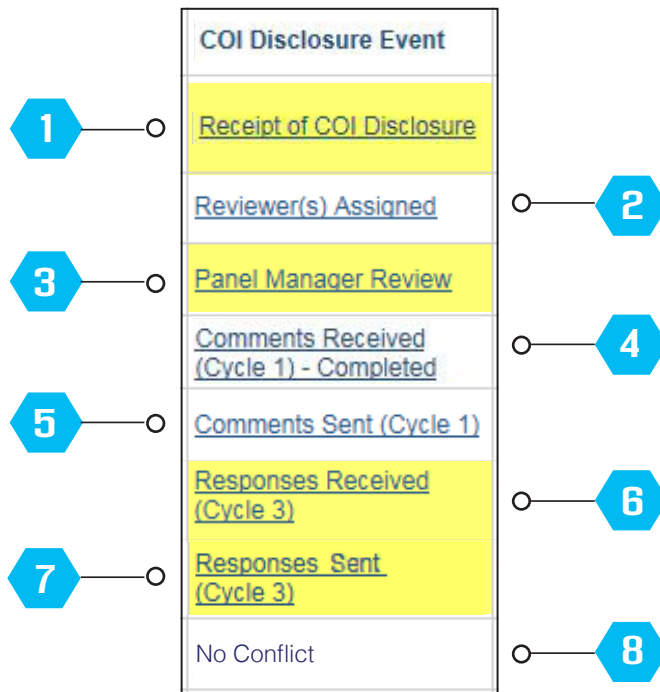 COI Disclosure Event
1
Receipt of COI Disclosure
Reviewer(s) Assigned
2
3
Panel Manager Review
Comments Received
(Cycle 1) - Completed
4
5
Comments Sent (Cycle 1)
Responses Received
(Cycle 3)
6
7
Responses Sent
(Cycle 3)
No Conflict
8